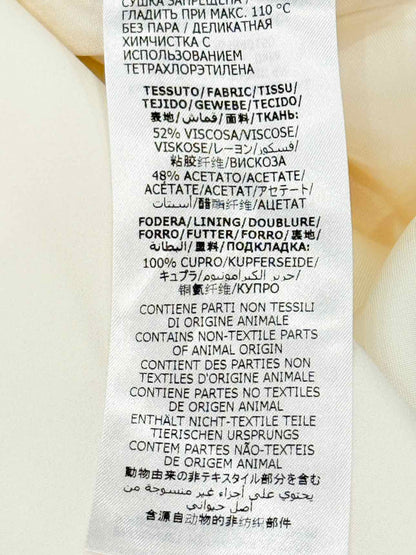 СУШКА ЗАПРЕЩЕНА /
ГЛАДИТЬ ПРИ МАКС. 110 °C
БЕЗ ПАРА / ДЕЛИКАТНАЯ
ХИМЧИСТКА С
ИСПОЛЬЗОВАНИЕМ
ТЕТРАХЛОРЭТИЛЕНА
TESSUTO/FABRIC/TISSU/
TEJIDO/GEWEBE/TECIDO/
表地/قماش/面料/ТКАНЬ:
52% VISCOSA/VISCOSE/
VISKOSE/レーヨン/فسكوز/
粘胶纤维/ВИСКОЗА
48% ACETATO/ACETATE/
ACÉTATE/ACETAT/アセテート/
أسيتات/醋酯纤维/АЦЕТАТ
FODERA/LINING/DOUBLURE/
FORRO/FUTTER/FORRO/裏地/
البطانة/里料/ПОДКЛАДКА:
100% CUPRO/KUPFERSEIDE/
キュプラ/حرير الكبرامونيوم/
铜氨纤维/КУПРО
CONTIENE PARTI NON TESSILI
DI ORIGINE ANIMALE
CONTAINS NON-TEXTILE PARTS
OF ANIMAL ORIGIN
CONTIENT DES PARTIES NON
TEXTILES D'ORIGINE ANIMALE
CONTIENE PARTES NO TEXTILES
DE ORIGEN ANIMAL
ENTHÄLT NICHT-TEXTILE TEILE
TIERISCHEN URSPRUNGS
CONTÉM PARTES NÃO-TEXTEIS
DE ORIGEM ANIMAL
動物由来の非テキスタイル部分を含む
يحتوي على أجزاء غير منسوجة من
أصل حيواني
含源自动物的非纺织部件